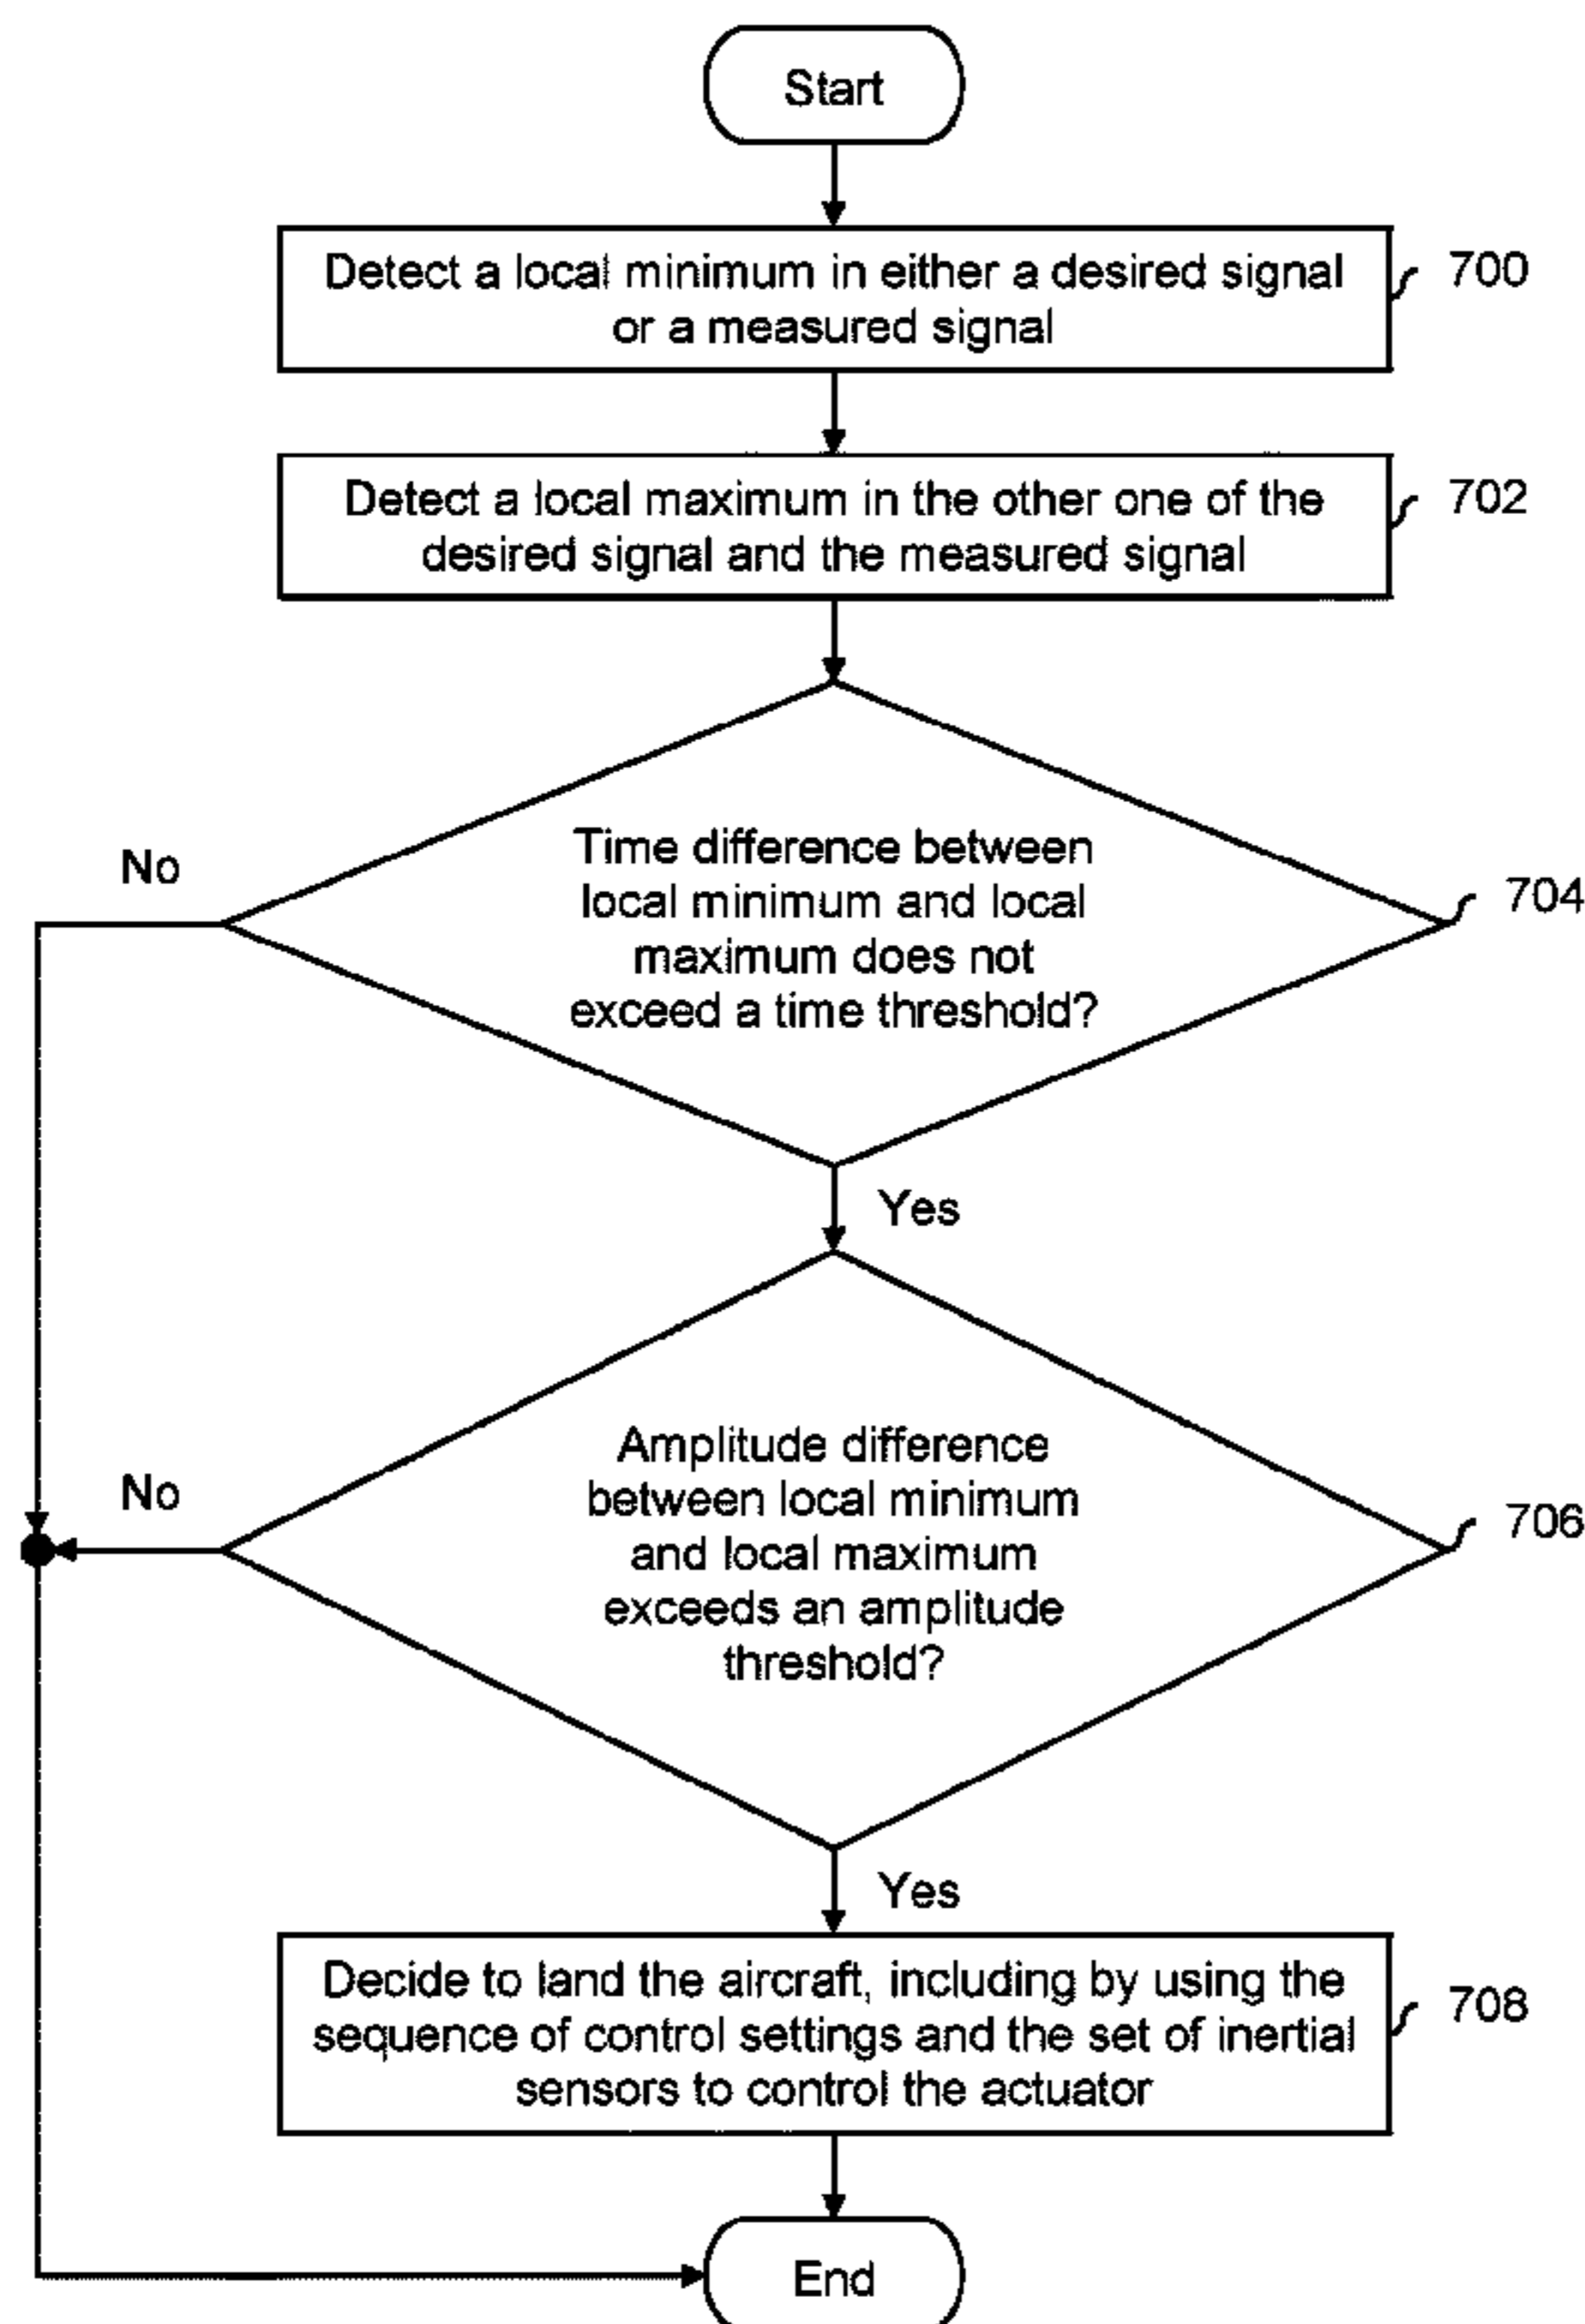 Start
Detect a local minimum in either a desired signal
or a measured signal
700
Detect a local maximum in the other one of the
desired signal and the measured signal
702
Time difference between
local minimum and local
maximum does not
exceed a time threshold?
704
No
Yes
Amplitude difference
between local minimum
and local maximum
exceeds an amplitude
threshold?
706
No
Yes
Decide to land the aircraft, including by using the
sequence of control settings and the set of inertial
sensors to control the actuator
708
End